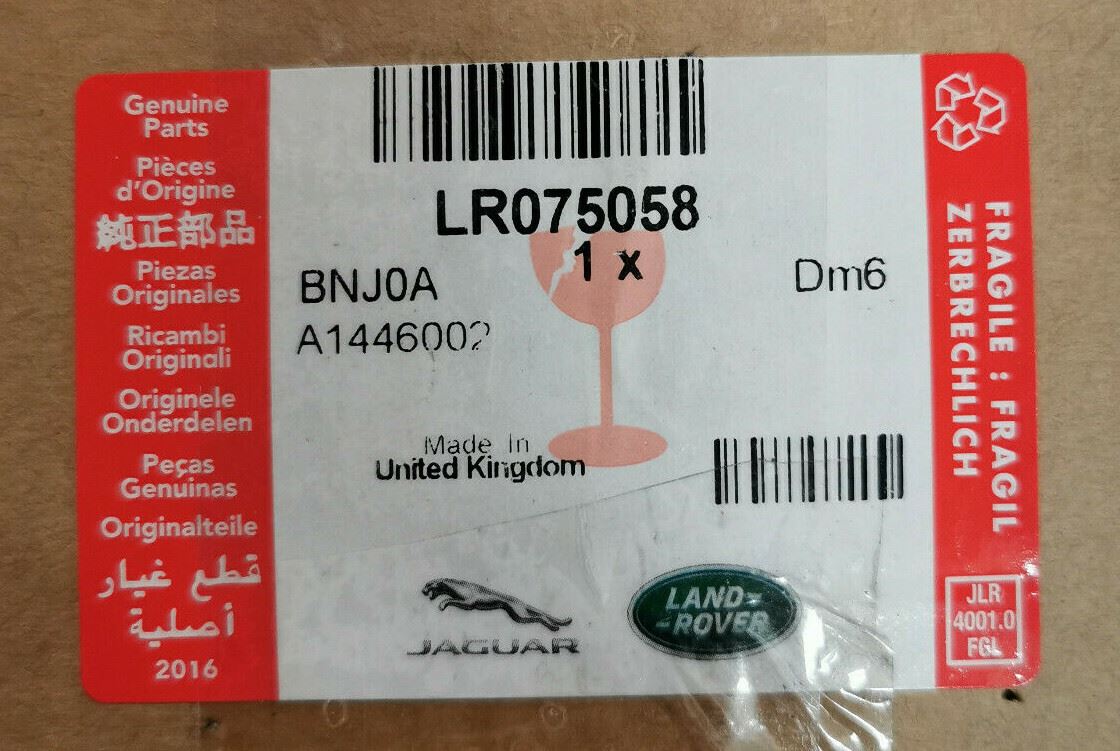 Genuine
Parts
Pièces
d'Origine
純正部品
Piezas
Originales
Ricambi
Originali
Originele
Onderdelen
Peças
Genuinas
Originalteile
قطع غيار
أصلية
2016
LR075058
1 x
BNJ0A
Dm6
A1446002
Made In
United Kingdom
JAGUAR
LAND-
-ROVER
FRAGILE : FRAGIL
ZERBRECHLICH
JLR
4001.0
FGL